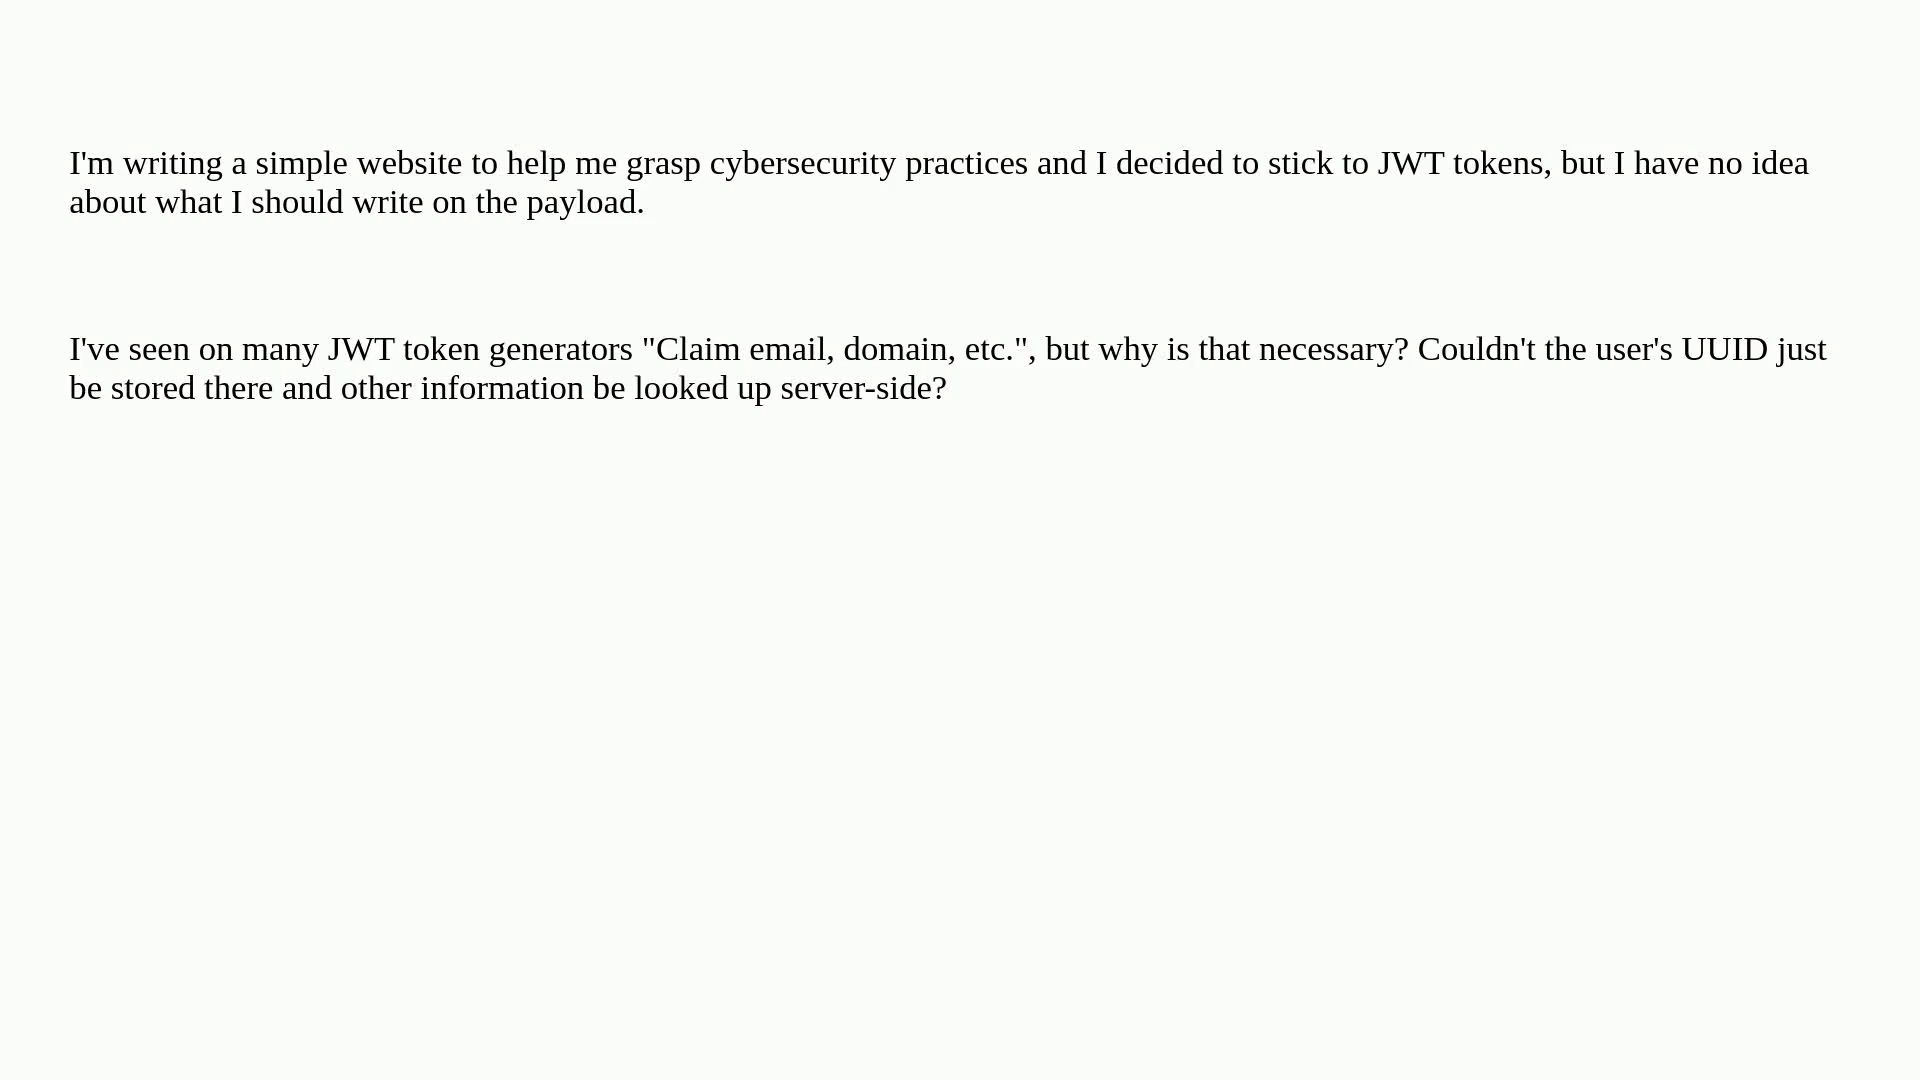 I'm writing a simple website to help me grasp cybersecurity practices and I decided to stick to JWT tokens, but I have no idea
about what I should write on the payload.
I've seen on many JWT token generators "Claim email, domain, etc.", but why is that necessary? Couldn't the user's UUID just
be stored there and other information be looked up server-side?